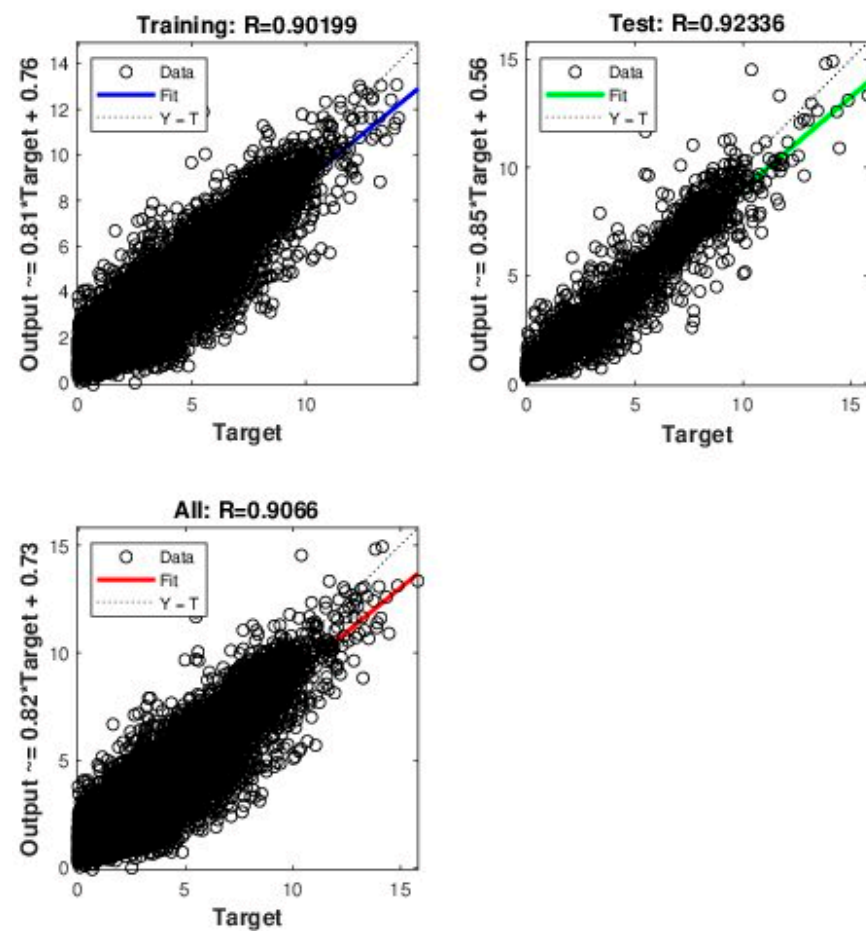 Training: R=0.90199
Output ~= 0.81*Target + 0.76
14
12
10
8
6
4
2
0
Data
Fit
Y = T
0
5
10
Target
Test: R=0.92336
Output ~= 0.85*Target + 0.56
15
10
5
0
Data
Fit
Y = T
0
5
10
15
Target
All: R=0.9066
Output ~= 0.82*Target + 0.73
15
10
5
0
Data
Fit
Y = T
0
5
10
15
Target